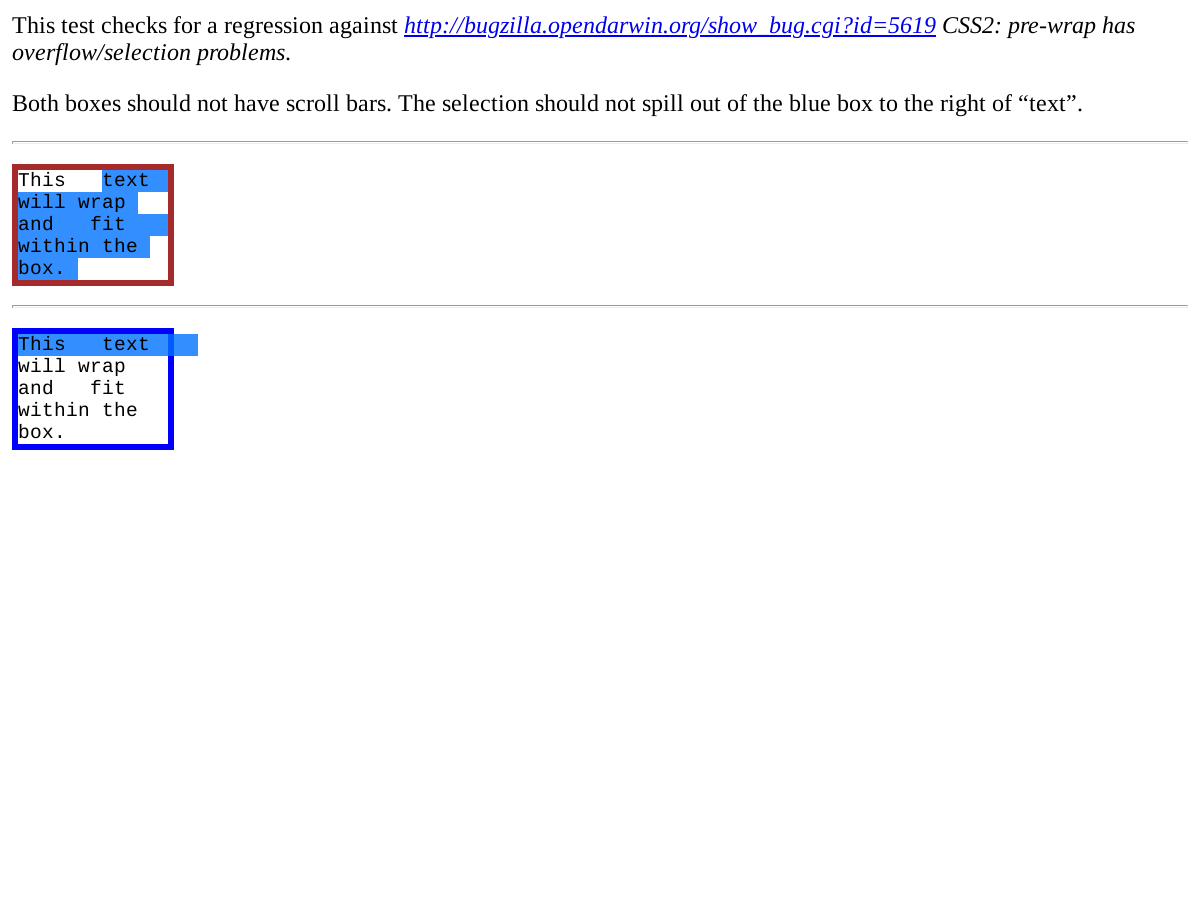 This test checks for a regression against http://bugzilla.opendarwin.org/show_bug.cgi?id=5619 CSS2: pre-wrap has
overflow/selection problems.
Both boxes should not have scroll bars. The selection should not spill out of the blue box to the right of “text”.
This   text
will wrap
and   fit
within the
box.
This   text
will wrap
and   fit
within the
box.